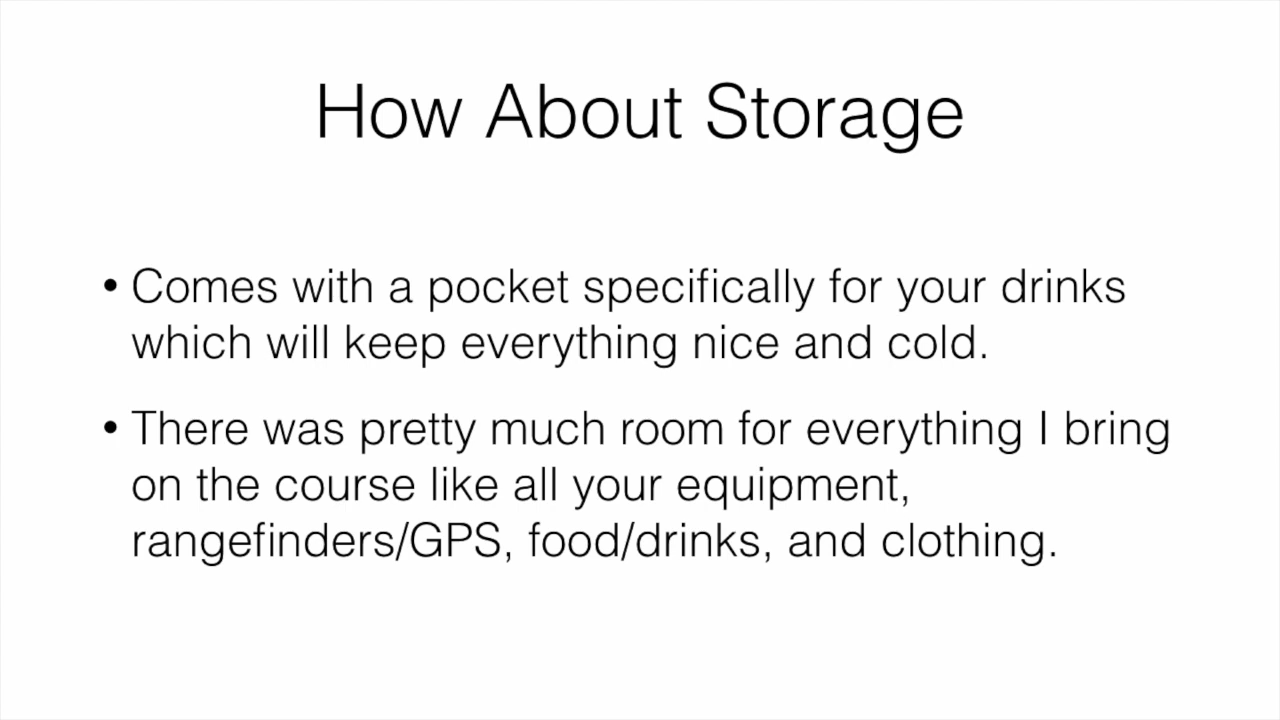 How About Storage
• Comes with a pocket specifically for your drinks
which will keep everything nice and cold.
• There was pretty much room for everything I bring
on the course like all your equipment,
rangefinders/GPS, food/drinks, and clothing.